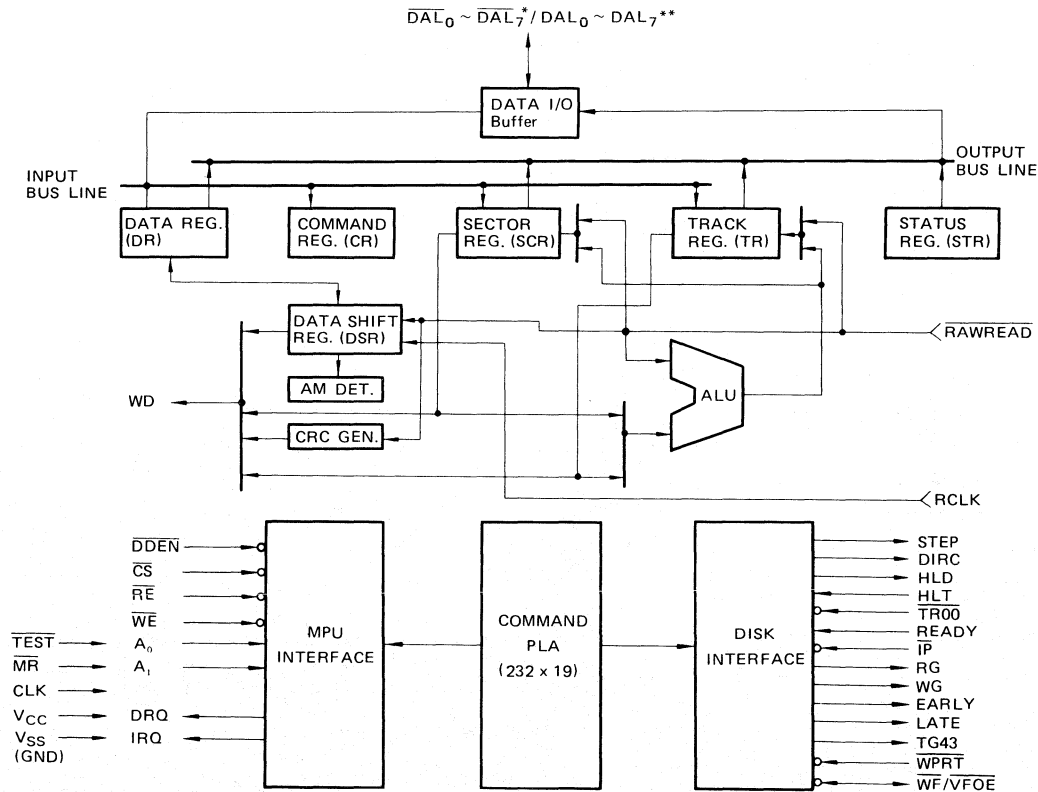 DAL₀ ~ DAL₇* / DAL₀ ~ DAL₇**
DATA I/O
Buffer
INPUT
BUS LINE
OUTPUT
BUS LINE
DATA REG.
(DR)
COMMAND
REG. (CR)
SECTOR
REG. (SCR)
TRACK
REG. (TR)
STATUS
REG. (STR)
DATA SHIFT
REG. (DSR)
RAWREAD
AM DET.
WD
ALU
CRC GEN.
RCLK
DDEN
CS
RE
WE
TEST
A₀
MR
A₁
CLK
VCC
DRQ
VSS
IRQ
(GND)
MPU
INTERFACE
COMMAND
PLA
(232 x 19)
DISK
INTERFACE
STEP
DIRC
HLD
HLT
TR00
READY
IP
RG
WG
EARLY
LATE
TG43
WPRT
WF/VFOE